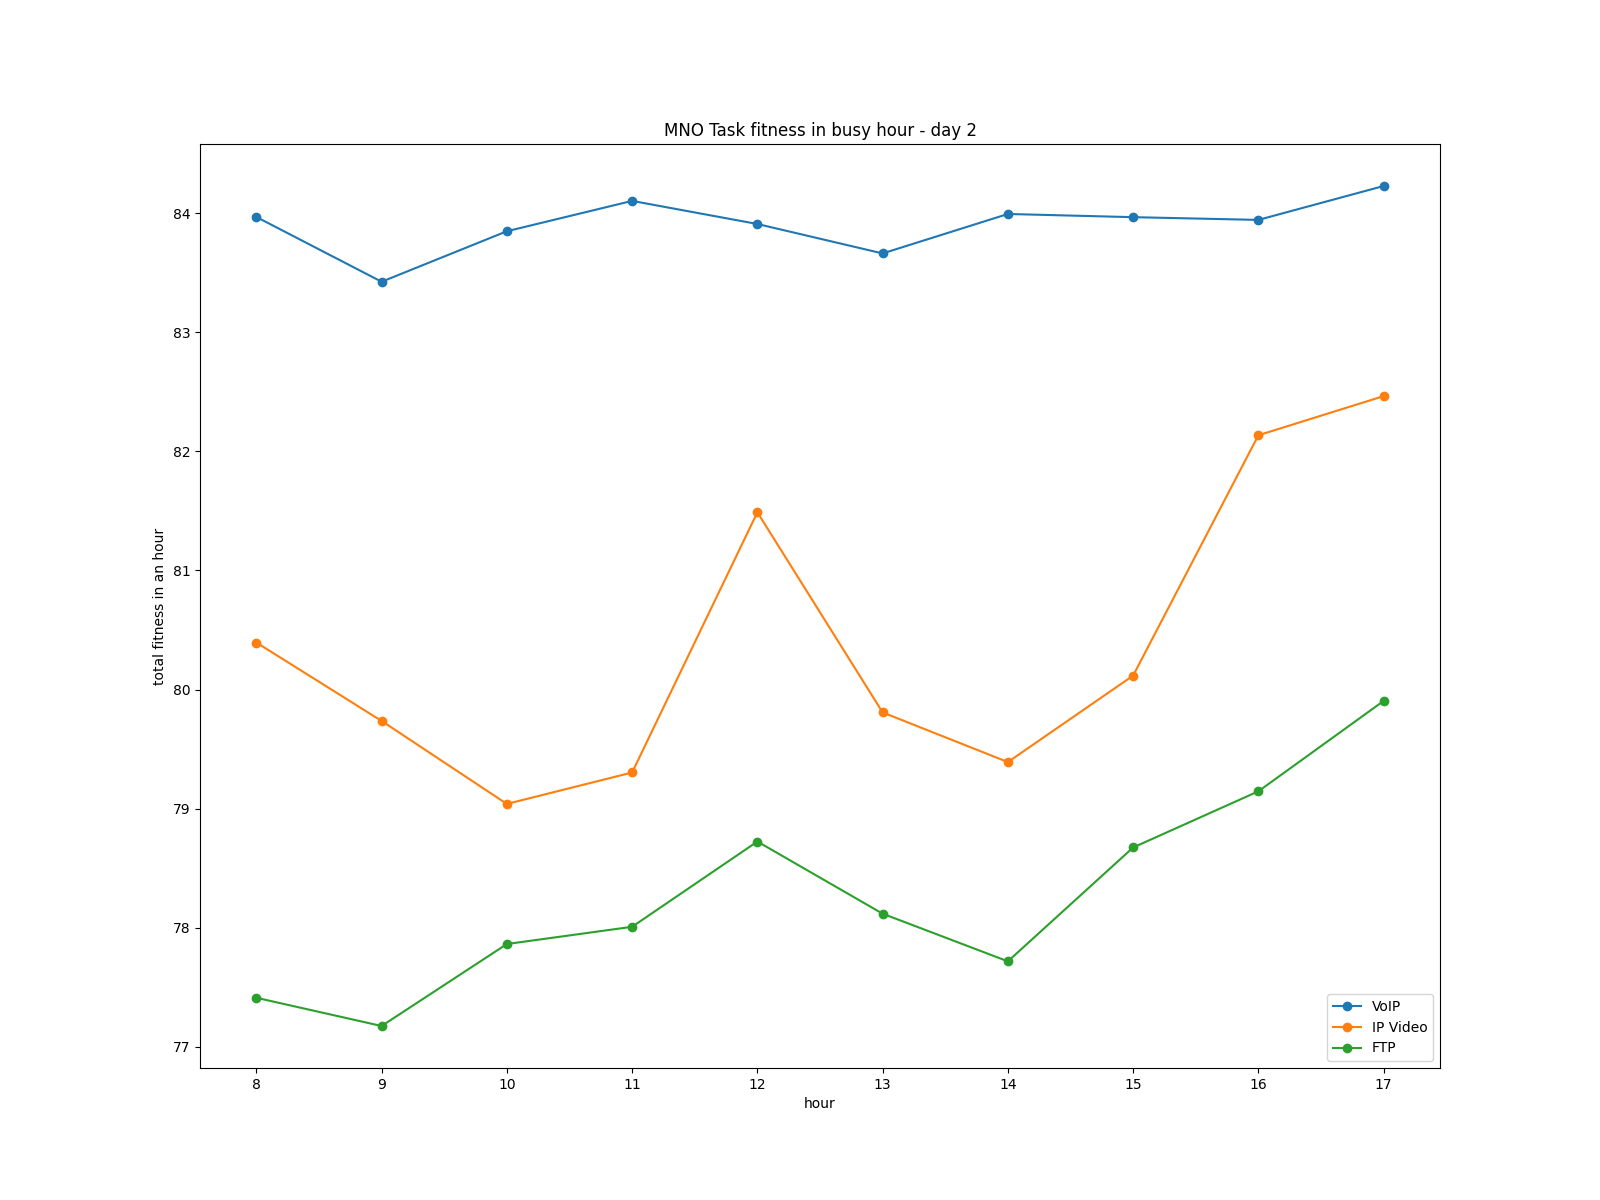 MNO Task fitness in busy hour - day 2
total fitness in an hour
84
83
82
81
80
79
78
77
8 9 10 11 12 13 14 15 16 17
hour
VoIP
IP Video
FTP